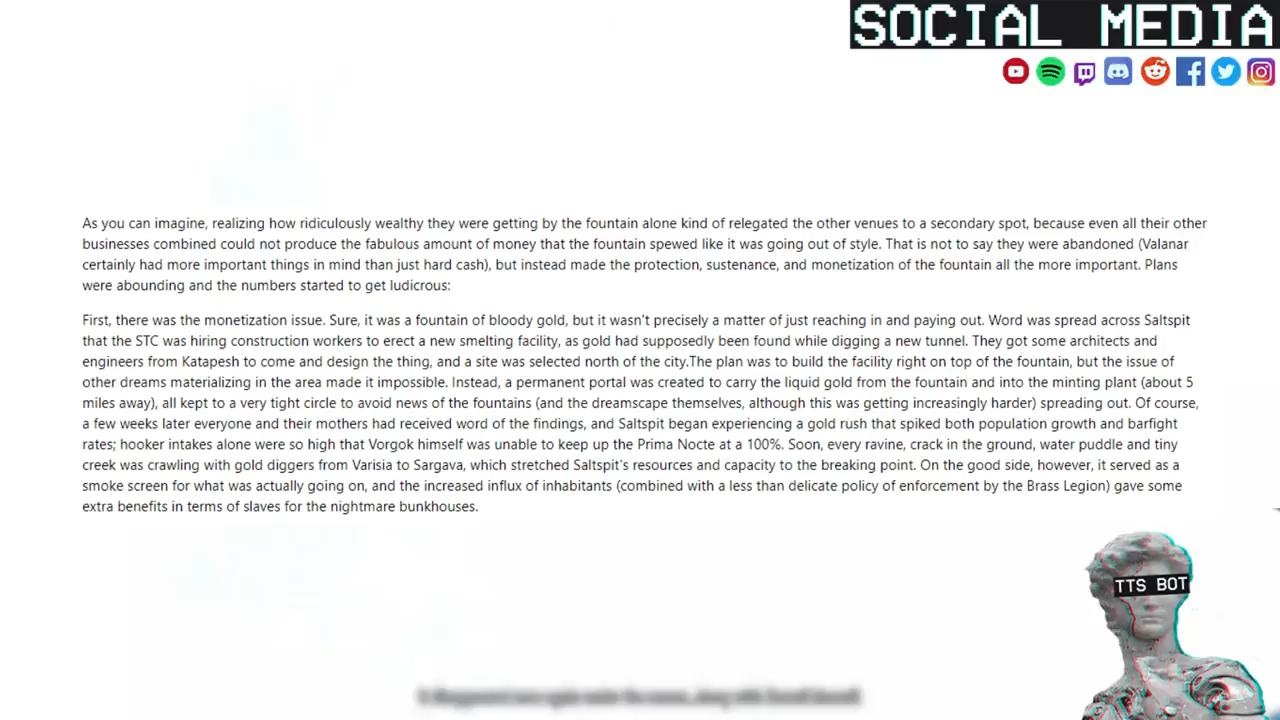 SOCIAL MEDIA
As you can imagine, realizing how ridiculously wealthy they were getting by the fountain alone kind of relegated the other venues to a secondary spot, because even all their other
businesses combined could not produce the fabulous amount of money that the fountain spewed like it was going out of style. That is not to say they were abandoned (Valanar
certainly had more important things in mind than just hard cash), but instead made the protection, sustenance, and monetization of the fountain all the more important. Plans
were abounding and the numbers started to get ludicrous:
First, there was the monetization issue. Sure, it was a fountain of bloody gold, but it wasn't precisely a matter of just reaching in and paying out. Word was spread across Saltspit
that the STC was hiring construction workers to erect a new smelting facility, as gold had supposedly been found while digging a new tunnel. They got some architects and
engineers from Katapesh to come and design the thing, and a site was selected north of the city.The plan was to build the facility right on top of the fountain, but the issue of
other dreams materializing in the area made it impossible. Instead, a permanent portal was created to carry the liquid gold from the fountain and into the minting plant (about 5
miles away), all kept to a very tight circle to avoid news of the fountains (and the dreamscape themselves, although this was getting increasingly harder) spreading out. Of course,
a few weeks later everyone and their mothers had received word of the findings, and Saltspit began experiencing a gold rush that spiked both population growth and barfight
rates; hooker intakes alone were so high that Vorgok himself was unable to keep up the Prima Nocte at a 100%. Soon, every ravine, crack in the ground, water puddle and tiny
creek was crawling with gold diggers from Varisia to Sargava, which stretched Saltspit's resources and capacity to the breaking point. On the good side, however, it served as a
smoke screen for what was actually going on, and the increased influx of inhabitants (combined with a less than delicate policy of enforcement by the Brass Legion) gave some
extra benefits in terms of slaves for the nightmare bunkhouses.
TTS BOT